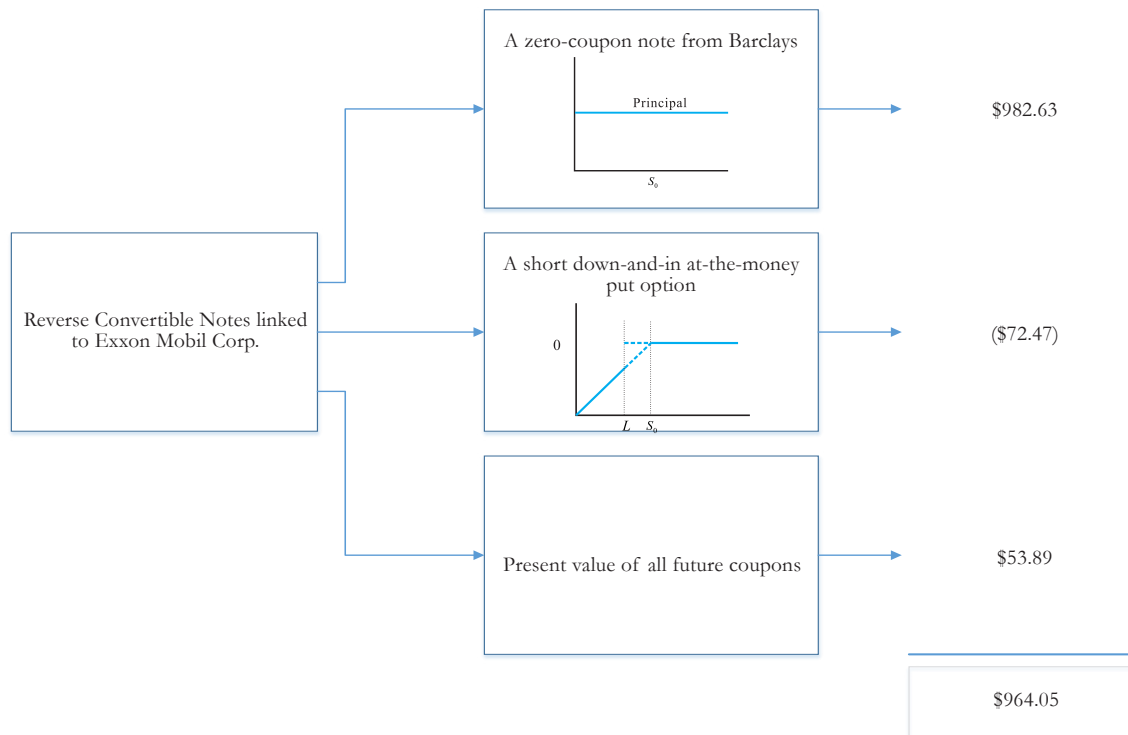 A zero-coupon note from Barclays
Principal
S₀
$982.63
Reverse Convertible Notes linked
to Exxon Mobil Corp.
A short down-and-in at-the-money
put option
0
L S₀
($72.47)
Present value of all future coupons
$53.89
$964.05